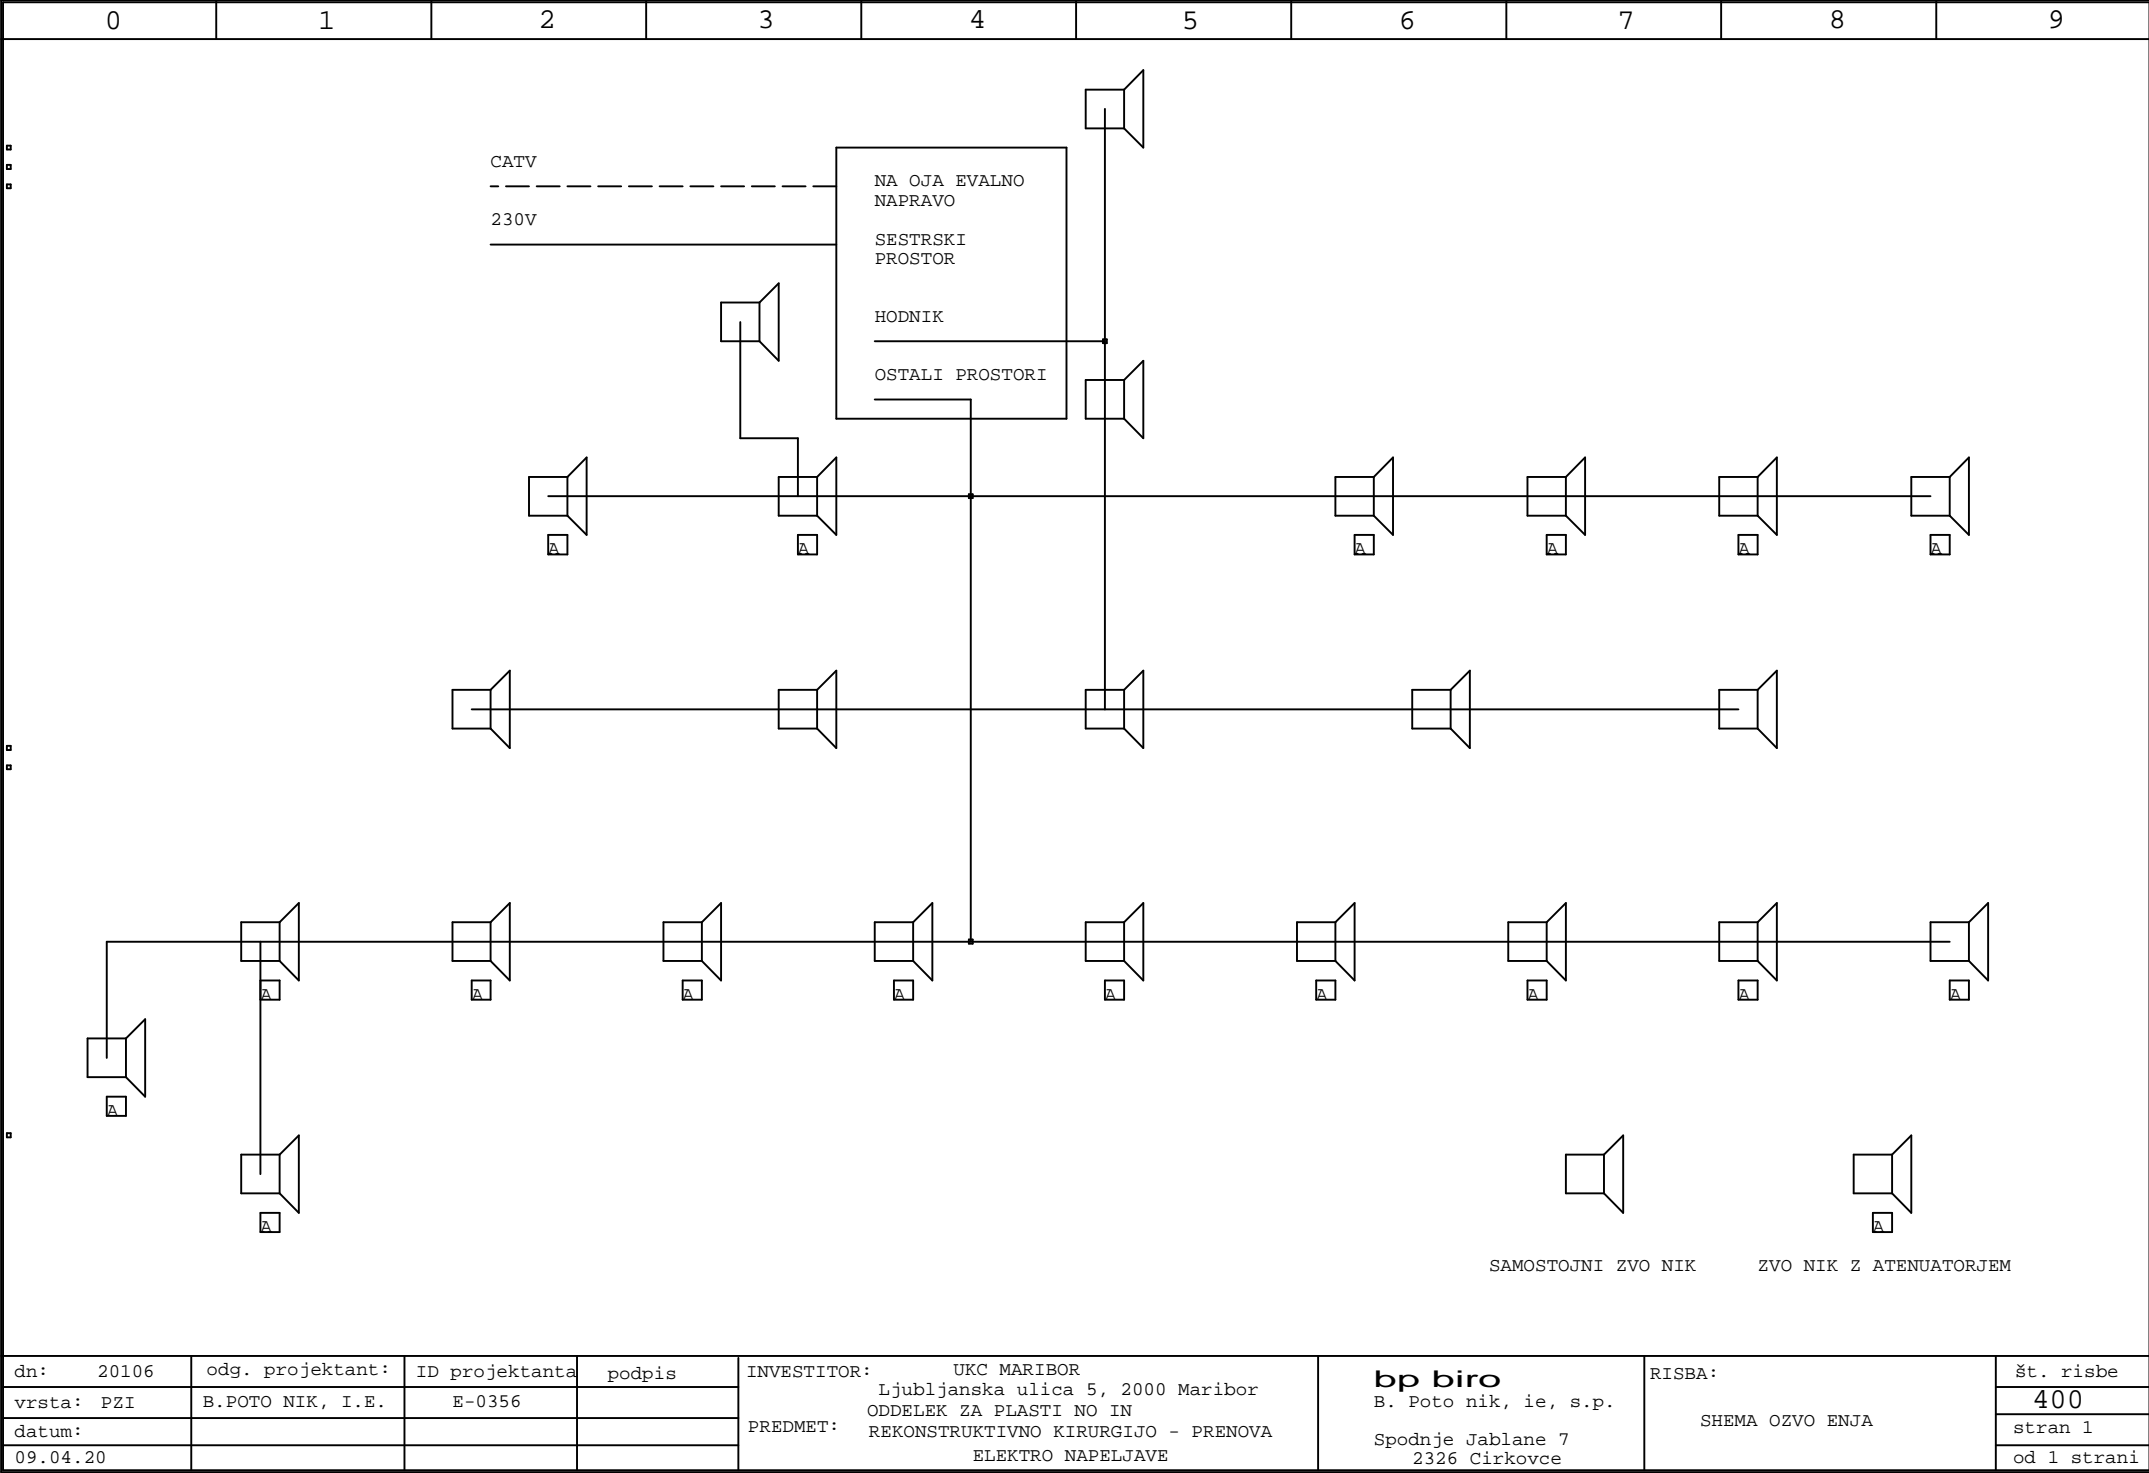 0 1 2 3 4 5 6 7 8 9
CATV
NA OJA EVALNO
NAPRAVO
230V
SESTRSKI
PROSTOR
HODNIK
OSTALI PROSTORI
A A A A A A
A A A A A A A A A
A
A
A
SAMOSTOJNI ZVO NIK
ZVO NIK Z ATENUATORJEM
dn: 20106
vrsta: PZI
datum:
09.04.20
odg. projektant:
B.POTO NIK, I.E.
ID projektanta
E-0356
podpis
INVESTITOR: UKC MARIBOR
Ljubljanska ulica 5, 2000 Maribor
PREDMET: ODDELEK ZA PLASTI NO IN
REKONSTRUKTIVNO KIRURGIJO - PRENOVA
ELEKTRO NAPELJAVE
bp biro
B. Poto nik, ie, s.p.
Spodnje Jablane 7
2326 Cirkovce
RISBA:
SHEMA OZVO ENJA
št. risbe
400
stran 1
od 1 strani